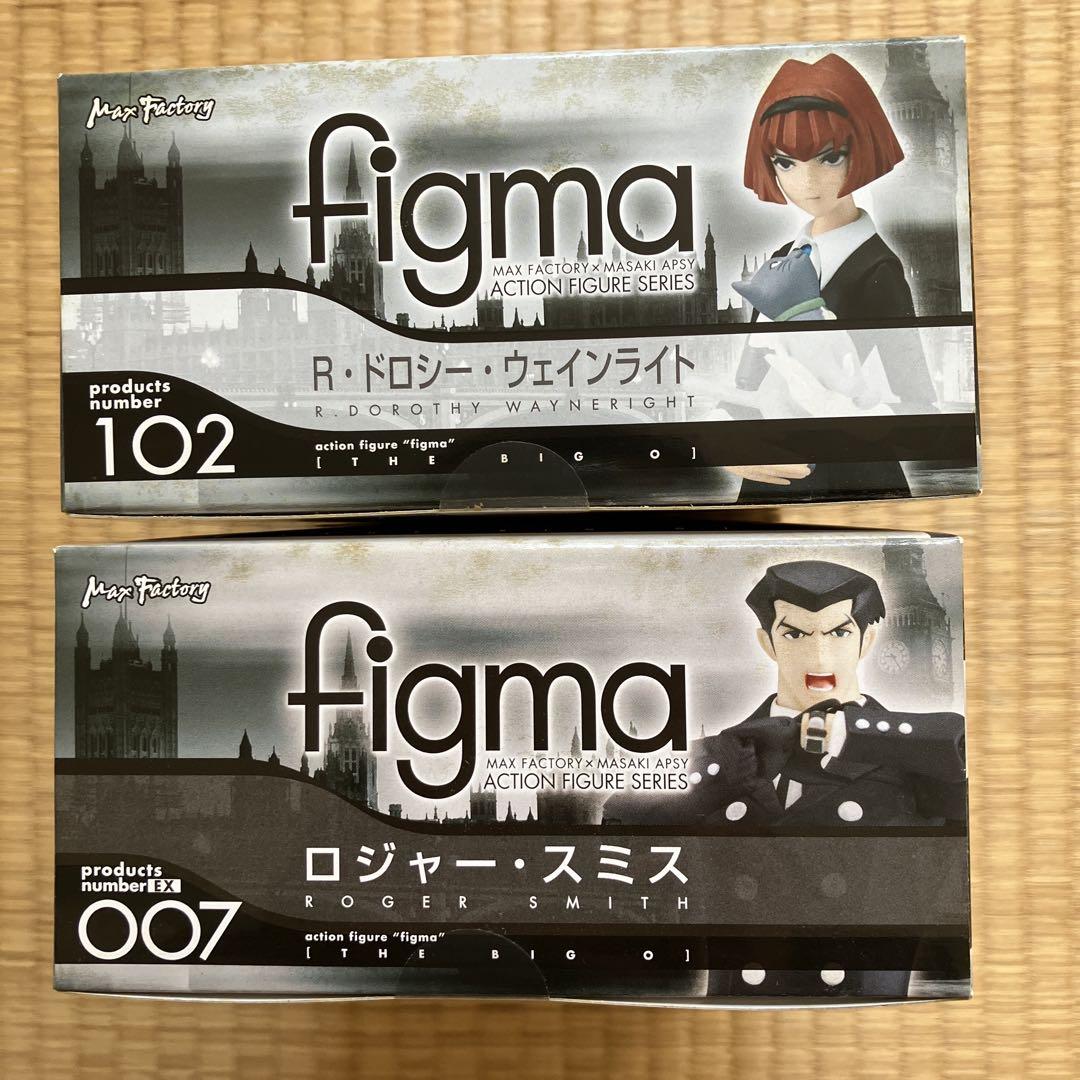 Max Factory
figma
MAX FACTORY×MASAKI APSY
ACTION FIGURE SERIES
R・ドロシー・ウェインライト
R.DOROTHY WAYNERIGHT
products
number
102
action figure "figma"
[THE BIG O]
Max Factory
figma
MAX FACTORY×MASAKI APSY
ACTION FIGURE SERIES
ロジャー・スミス
ROGER SMITH
products
number EX
007
action figure "figma"
[THE BIG O]